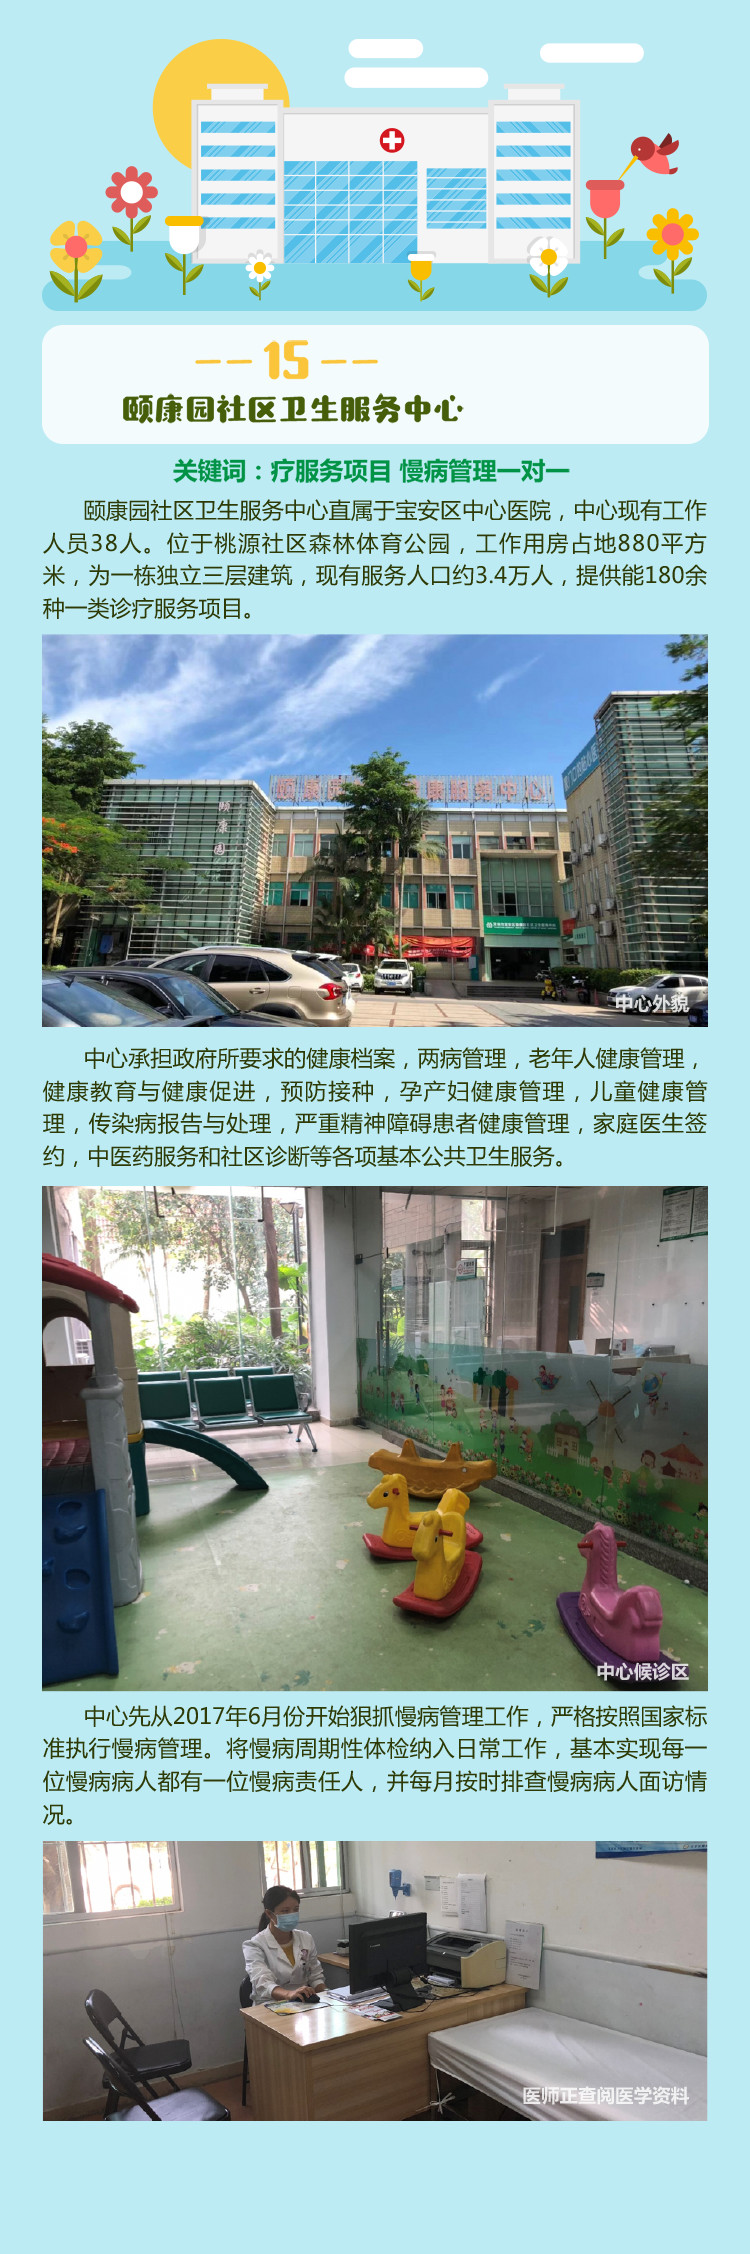 ——15——
颐康园社区卫生服务中心
关键词：疗服务项目 慢病管理一对一
颐康园社区卫生服务中心直属于宝安区中心医院，中心现有工作
人员38人。位于桃源社区森林体育公园，工作用房占地880平方
米，为一栋独立三层建筑，现有服务人口约3.4万人，提供能180余
种一类诊疗服务项目。
颐康园
中心外貌
中心承担政府所要求的健康档案，两病管理，老年人健康管理，
健康教育与健康促进，预防接种，孕产妇健康管理，儿童健康管
理，传染病报告与处理，严重精神障碍患者健康管理，家庭医生签
约，中医药服务和社区诊断等各项基本公共卫生服务。
中心候诊区
中心先从2017年6月份开始狠抓慢病管理工作，严格按照国家标
准执行慢病管理。将慢病周期性体检纳入日常工作，基本实现每一
位慢病病人都有一位慢病责任人，并每月按时排查慢病病人面访情
况。
医师正查阅医学资料